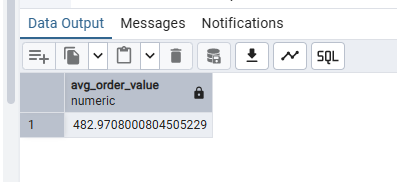 Data Output Messages Notifications
SQL
avg_order_value
numeric
1 482.9708000804505229